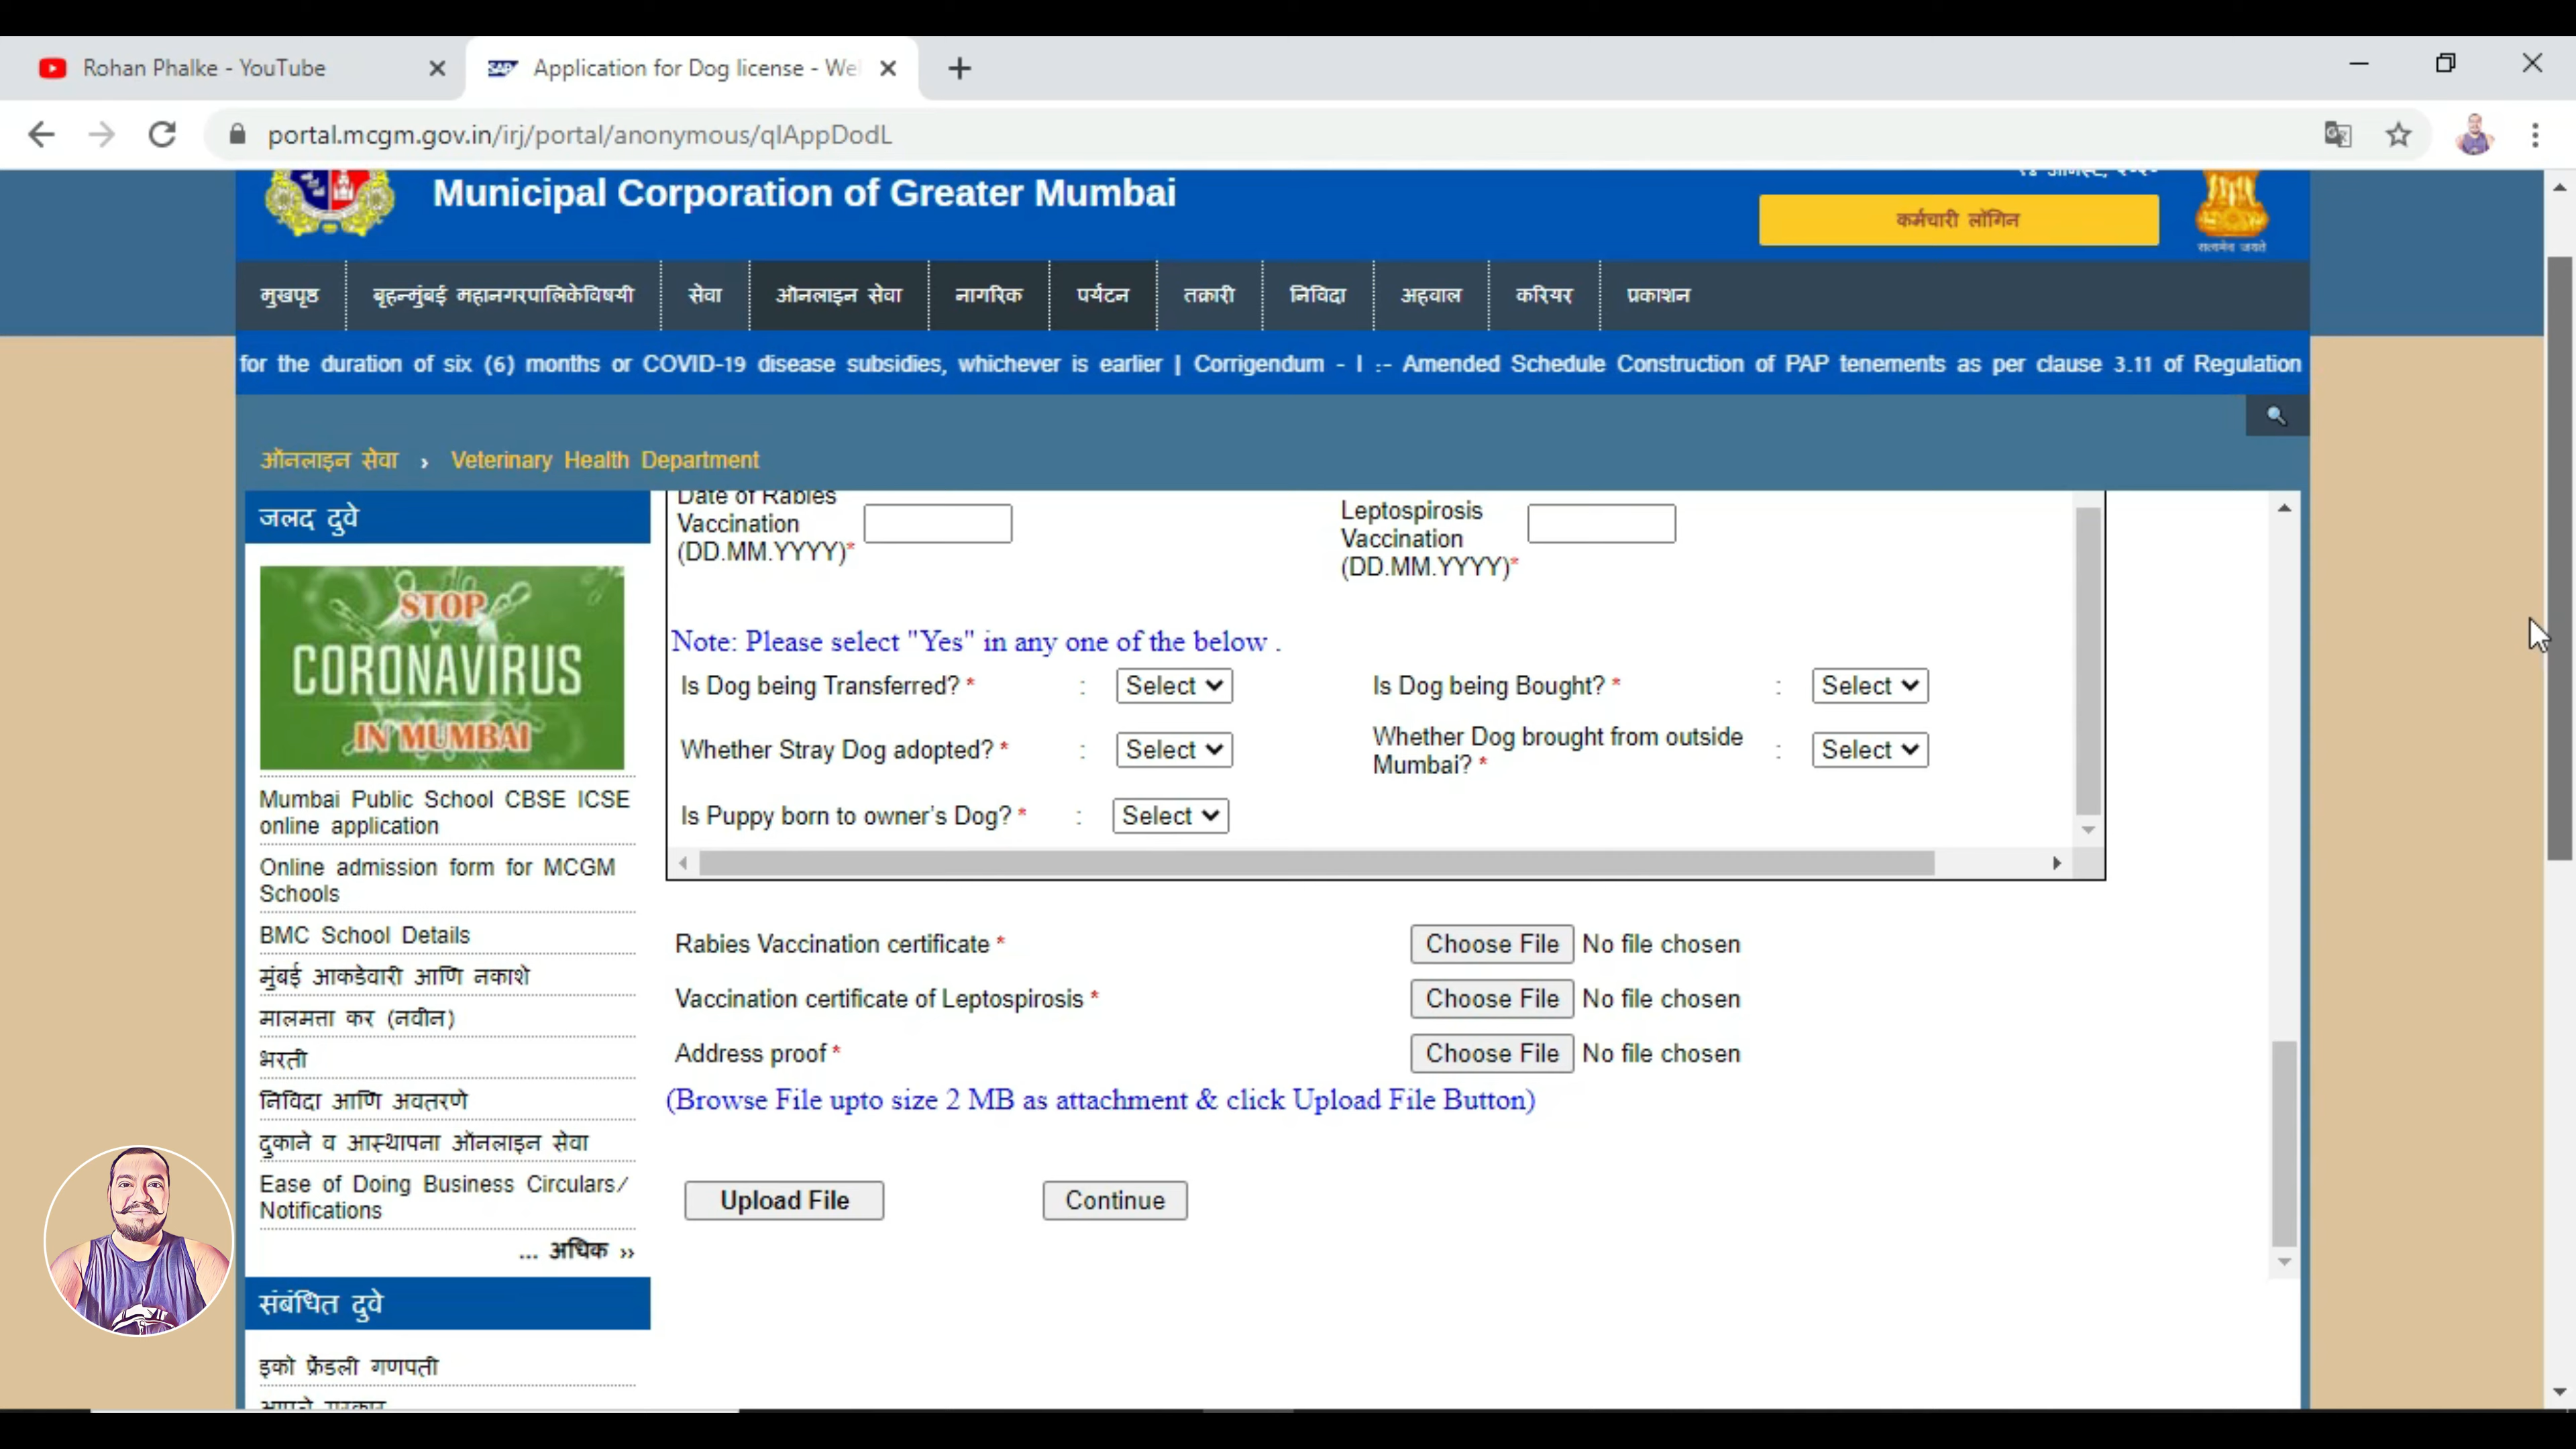 Rohan Phalke - YouTube
Application for Dog license - Wel
portal.mcgm.gov.in/irj/portal/anonymous/qlAppDodL
Municipal Corporation of Greater Mumbai
कर्मचारी लॉगिन
सत्यमेव जयते
मुखपृष्ठ बृहन्मुंबई महानगरपालिकेविषयी सेवा ऑनलाइन सेवा नागरिक पर्यटन तक्रारी निविदा अहवाल करियर प्रकाशन
for the duration of six (6) months or COVID-19 disease subsidies, whichever is earlier | Corrigendum - I :- Amended Schedule Construction of PAP tenements as per clause 3.11 of Regulation
ऑनलाइन सेवा › Veterinary Health Department
जलद दुवे
STOP
CORONAVIRUS
IN MUMBAI
Mumbai Public School CBSE ICSE
online application
Online admission form for MCGM
Schools
BMC School Details
मुंबई आकडेवारी आणि नकाशे
मालमत्ता कर (नवीन)
भरती
निविदा आणि अवतरणे
दुकाने व आस्थापना ऑनलाइन सेवा
Ease of Doing Business Circulars/
Notifications
... अधिक ››
संबंधित दुवे
इको फ्रेंडली गणपती
Date of Rabies
Vaccination
(DD.MM.YYYY)*
Leptospirosis
Vaccination
(DD.MM.YYYY)*
Note: Please select "Yes" in any one of the below .
Is Dog being Transferred? * : Select
Is Dog being Bought? * : Select
Whether Stray Dog adopted? * : Select
Whether Dog brought from outside
Mumbai? * : Select
Is Puppy born to owner's Dog? * : Select
Rabies Vaccination certificate * Choose File No file chosen
Vaccination certificate of Leptospirosis * Choose File No file chosen
Address proof * Choose File No file chosen
(Browse File upto size 2 MB as attachment & click Upload File Button)
Upload File Continue